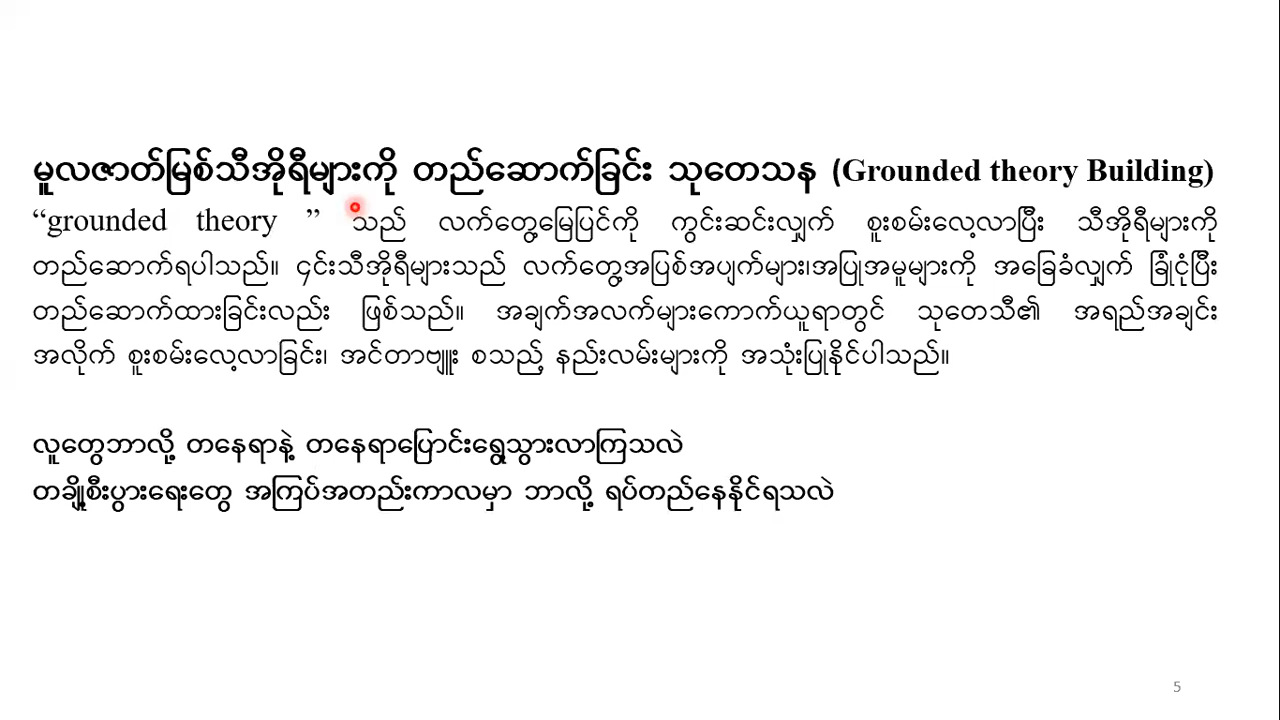 မူလဇာတ်မြစ်သီအိုရီများကို တည်ဆောက်ခြင်း သုတေသန (Grounded theory Building)
“grounded theory ” သည် လက်တွေ့မြေပြင်ကို ကွင်းဆင်းလျှက် စူးစမ်းလေ့လာပြီး သီအိုရီများကို
တည်ဆောက်ရပါသည်။ ၄င်းသီအိုရီများသည် လက်တွေ့အပြစ်အပျက်များ၊အပြုအမူများကို အခြေခံလျှက် ခြုံငုံပြီး
တည်ဆောက်ထားခြင်းလည်း ဖြစ်သည်။ အချက်အလက်များကောက်ယူရာတွင် သုတေသီ၏ အရည်အချင်း
အလိုက် စူးစမ်းလေ့လာခြင်း၊ အင်တာဗျူး စသည့် နည်းလမ်းများကို အသုံးပြုနိုင်ပါသည်။
လူတွေဘာလို့ တနေရာနဲ့ တနေရာပြောင်းရွှေ့သွားလာကြသလဲ
တချို့စီးပွားရေးတွေ အကြပ်အတည်းကာလမှာ ဘာလို့ ရပ်တည်နေနိုင်ရသလဲ
5